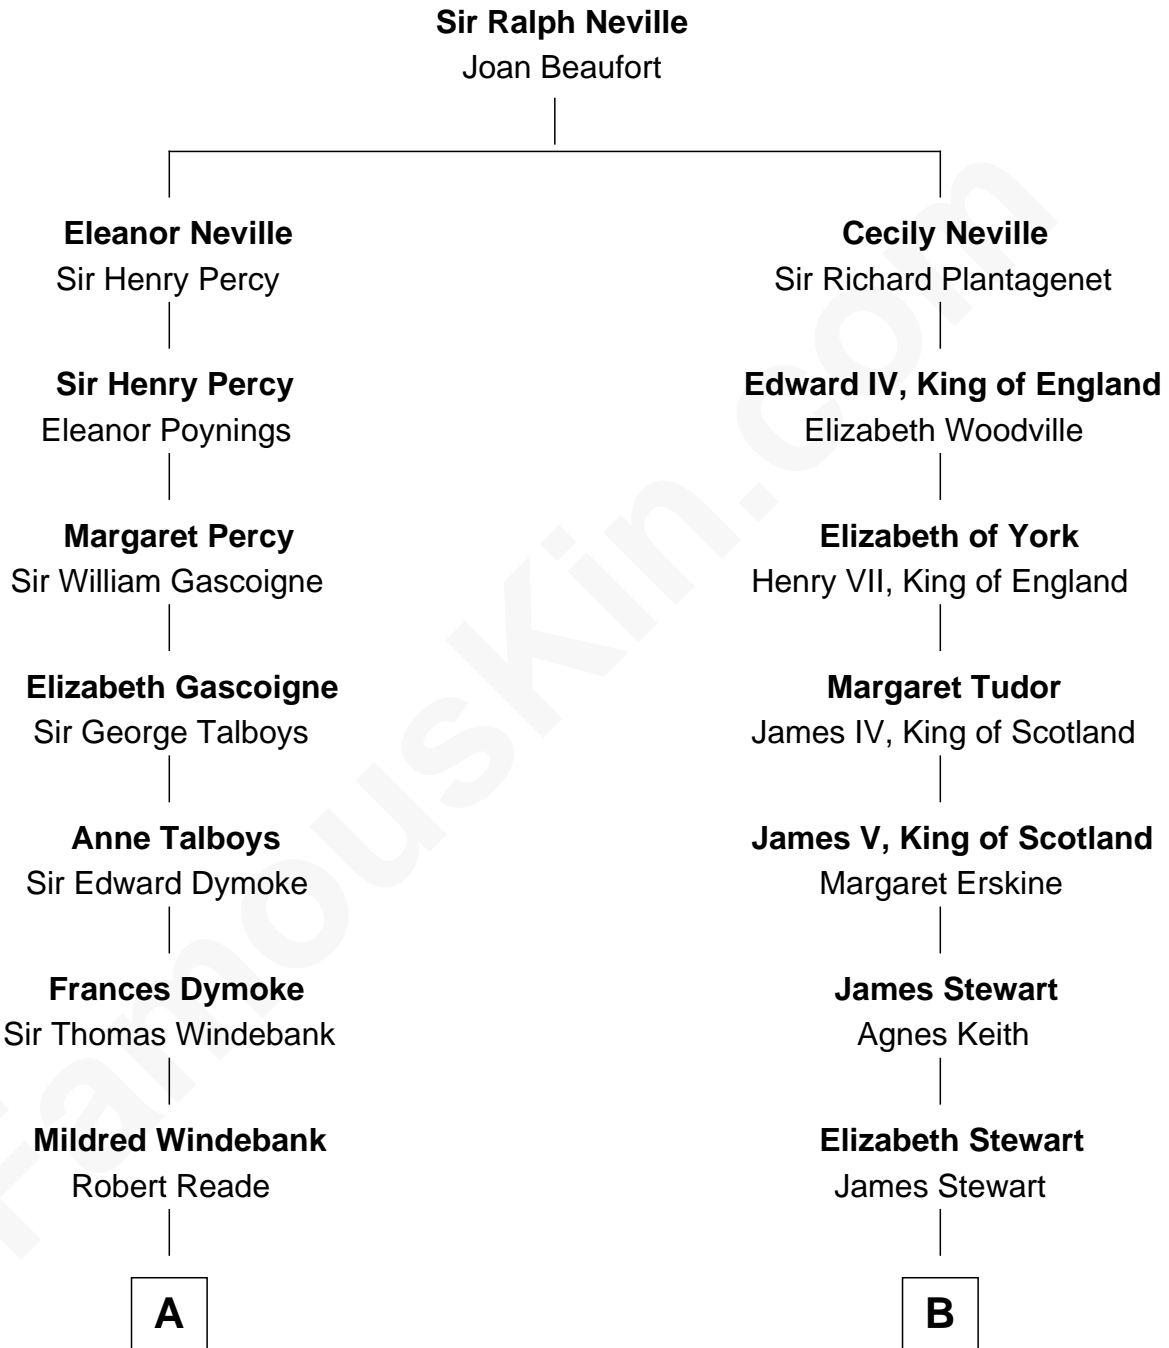 Sir Ralph Neville
Joan Beaufort
Eleanor Neville
Sir Henry Percy
Cecily Neville
Sir Richard Plantagenet
Sir Henry Percy
Eleanor Poynings
Edward IV, King of England
Elizabeth Woodville
Margaret Percy
Sir William Gascoigne
Elizabeth of York
Henry VII, King of England
Elizabeth Gascoigne
Sir George Talboys
Margaret Tudor
James IV, King of Scotland
Anne Talboys
Sir Edward Dymoke
James V, King of Scotland
Margaret Erskine
Frances Dymoke
Sir Thomas Windebank
James Stewart
Agnes Keith
Mildred Windebank
Robert Reade
Elizabeth Stewart
James Stewart
A
B
FamousKin.com